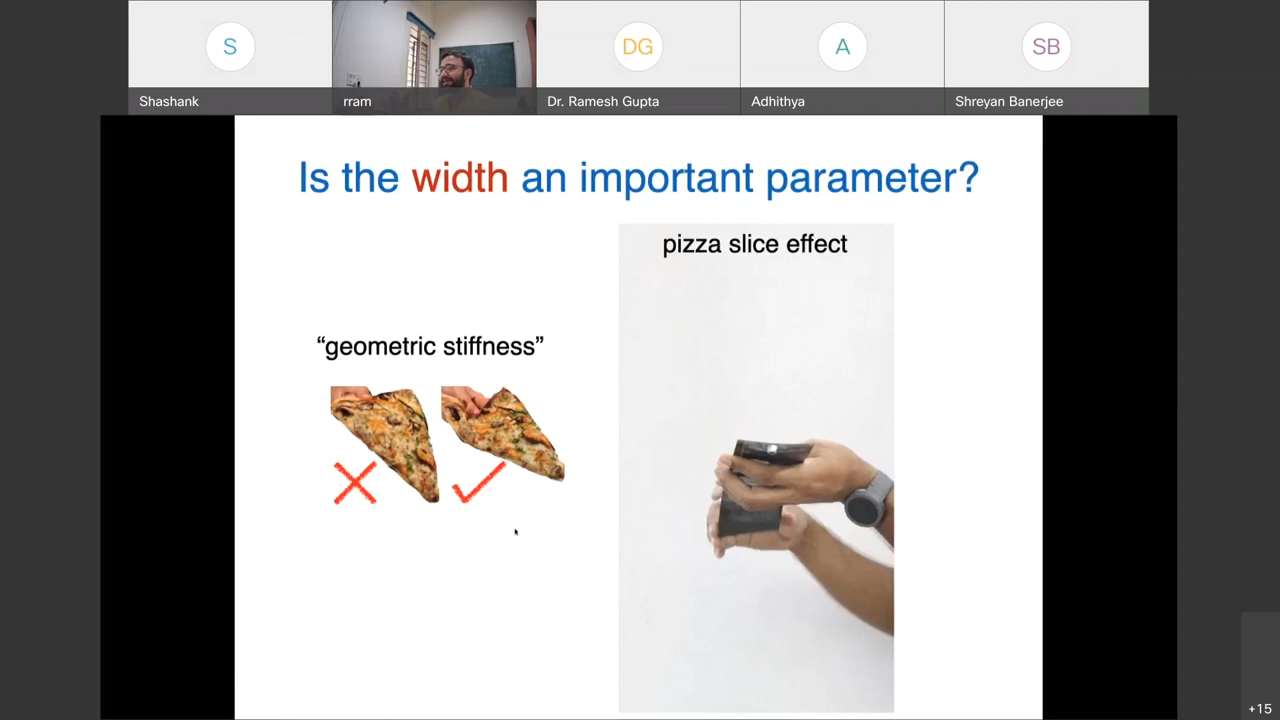 S
DG
A
SB
Shashank
rram
Dr. Ramesh Gupta
Adhithya
Shreyan Banerjee
Is the width an important parameter?
pizza slice effect
“geometric stiffness”
+15